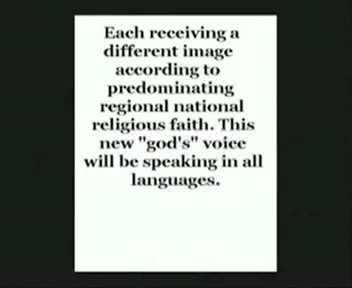 Each receiving a
different image
according to
predominating
regional national
religious faith. This
new "god's" voice
will be speaking in all
languages.